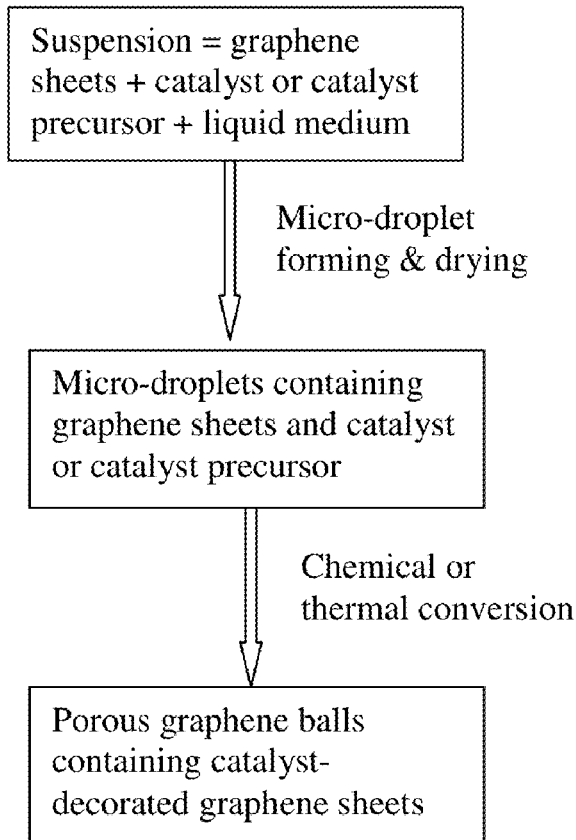 Suspension = graphene
sheets + catalyst or catalyst
precursor + liquid medium
Micro-droplet
forming & drying
Micro-droplets containing
graphene sheets and catalyst
or catalyst precursor
Chemical or
thermal conversion
Porous graphene balls
containing catalyst-
decorated graphene sheets